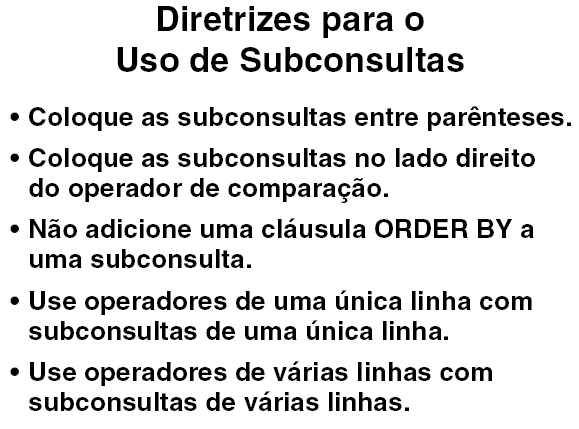 Diretrizes para o
Uso de Subconsultas
• Coloque as subconsultas entre parênteses.
• Coloque as subconsultas no lado direito
do operador de comparação.
• Não adicione uma cláusula ORDER BY a
uma subconsulta.
• Use operadores de uma única linha com
subconsultas de uma única linha.
• Use operadores de várias linhas com
subconsultas de várias linhas.